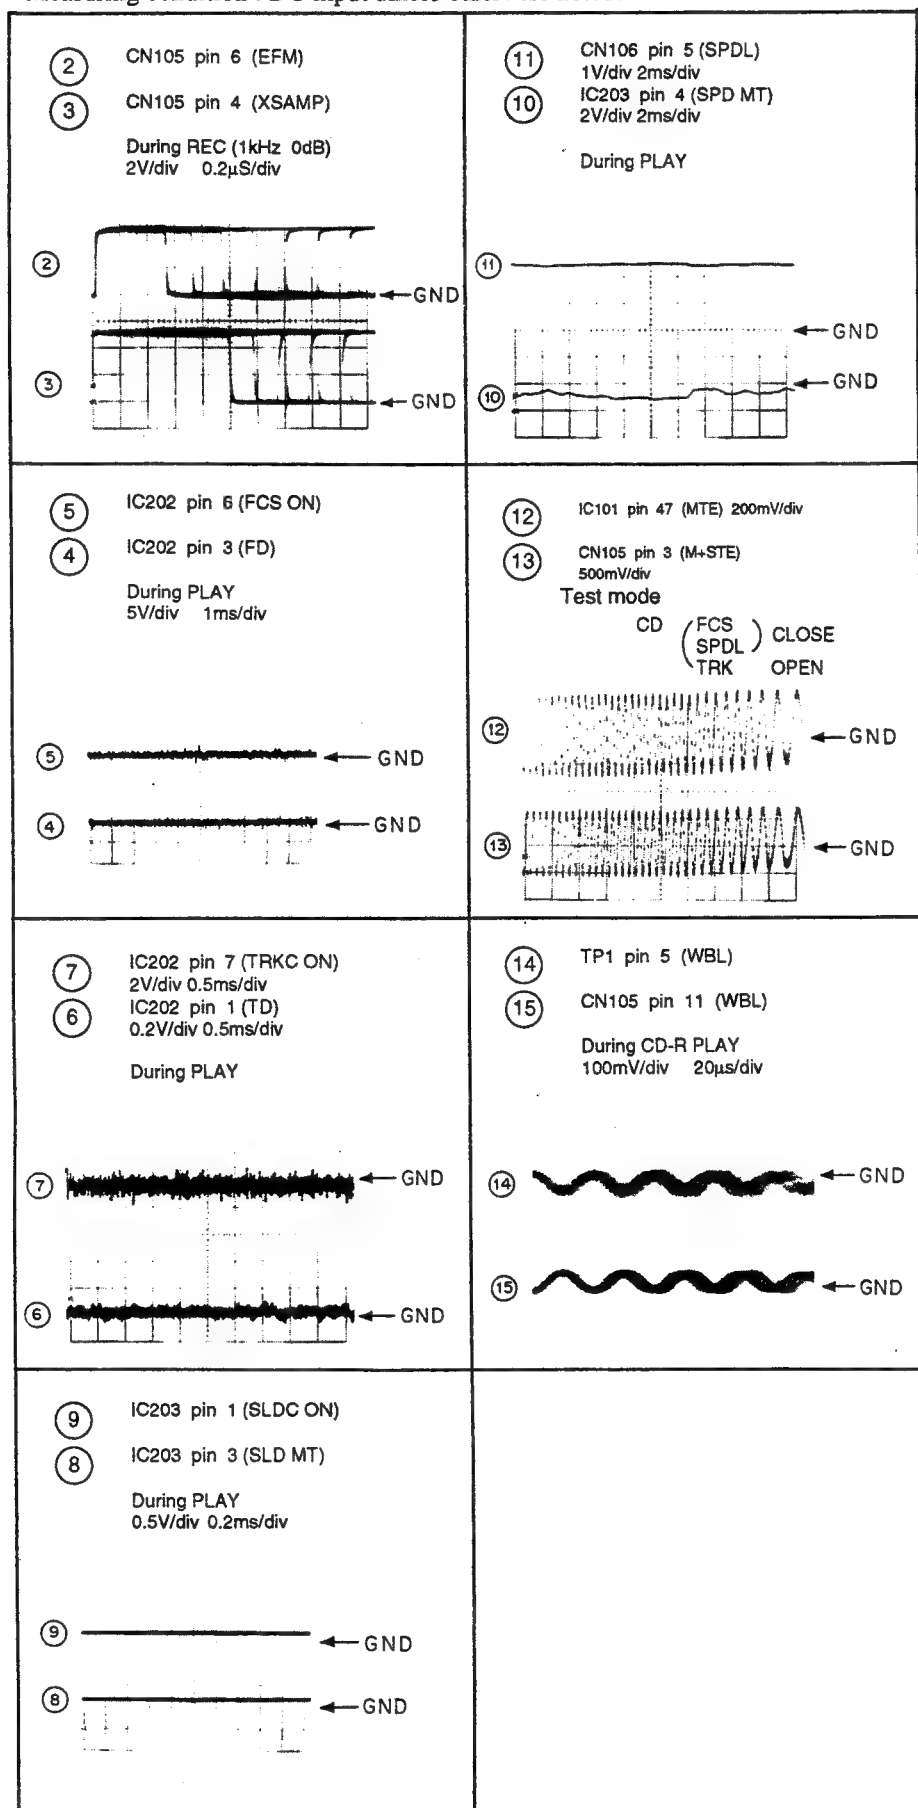 ②
CN105 pin 6 (EFM)
③
CN105 pin 4 (XSAMP)
During REC (1kHz 0dB)
2V/div 0.2µS/div
②
←GND
③
←GND
⑪
CN106 pin 5 (SPDL)
1V/div 2ms/div
⑩
IC203 pin 4 (SPD MT)
2V/div 2ms/div
During PLAY
⑪
←GND
←GND
⑩
⑤
IC202 pin 6 (FCS ON)
④
IC202 pin 3 (FD)
During PLAY
5V/div 1ms/div
⑤
←GND
④
←GND
⑫
IC101 pin 47 (MTE) 200mV/div
⑬
CN105 pin 3 (M+STE)
500mV/div
Test mode
CD (FCS
SPDL) CLOSE
TRK OPEN
⑫
←GND
⑬
←GND
⑦
IC202 pin 7 (TRKC ON)
2V/div 0.5ms/div
⑥
IC202 pin 1 (TD)
0.2V/div 0.5ms/div
During PLAY
⑦
←GND
⑥
←GND
⑭
TP1 pin 5 (WBL)
⑮
CN105 pin 11 (WBL)
During CD-R PLAY
100mV/div 20µs/div
⑭
←GND
⑮
←GND
⑨
IC203 pin 1 (SLDC ON)
⑧
IC203 pin 3 (SLD MT)
During PLAY
0.5V/div 0.2ms/div
⑨
←GND
⑧
←GND